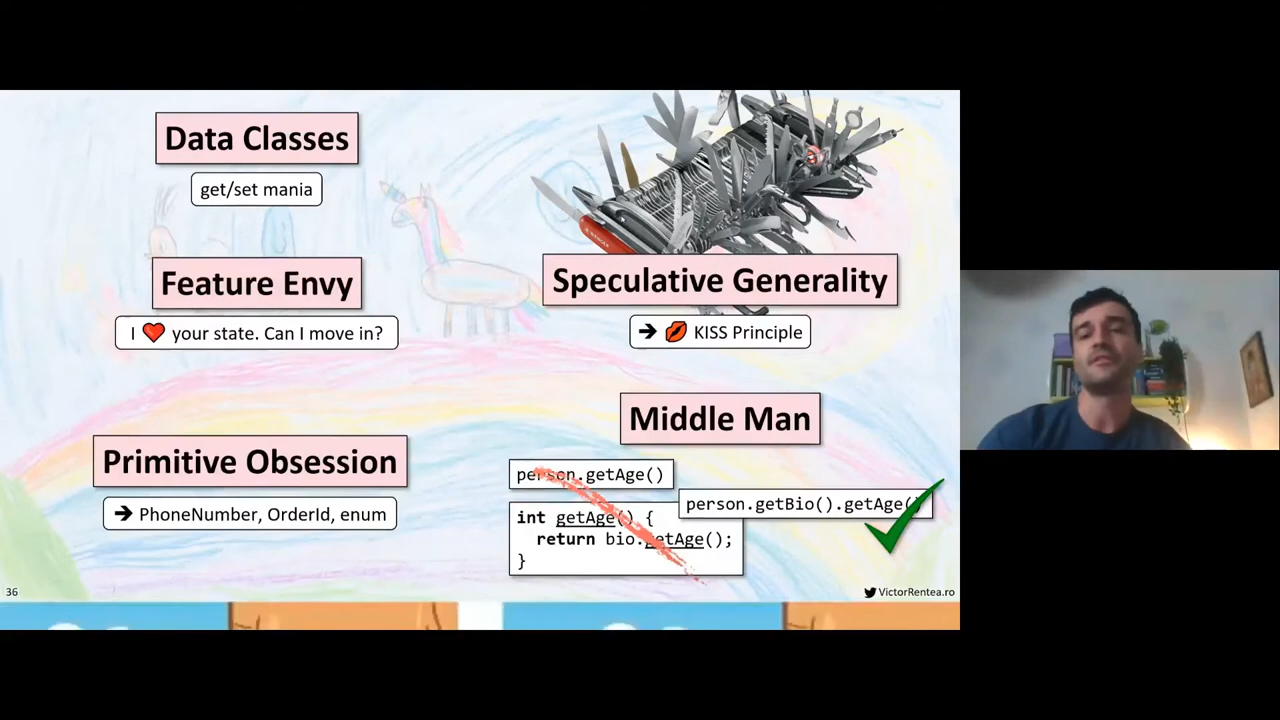 Data Classes
get/set mania
Feature Envy
I ❤ your state. Can I move in?
Primitive Obsession
➔ PhoneNumber, OrderId, enum
WENGER
Speculative Generality
➔ 💋 KISS Principle
Middle Man
person.getAge()
person.getBio().getAge()
int getAge() {
return bio.getAge();
}
36
VictorRentea.ro